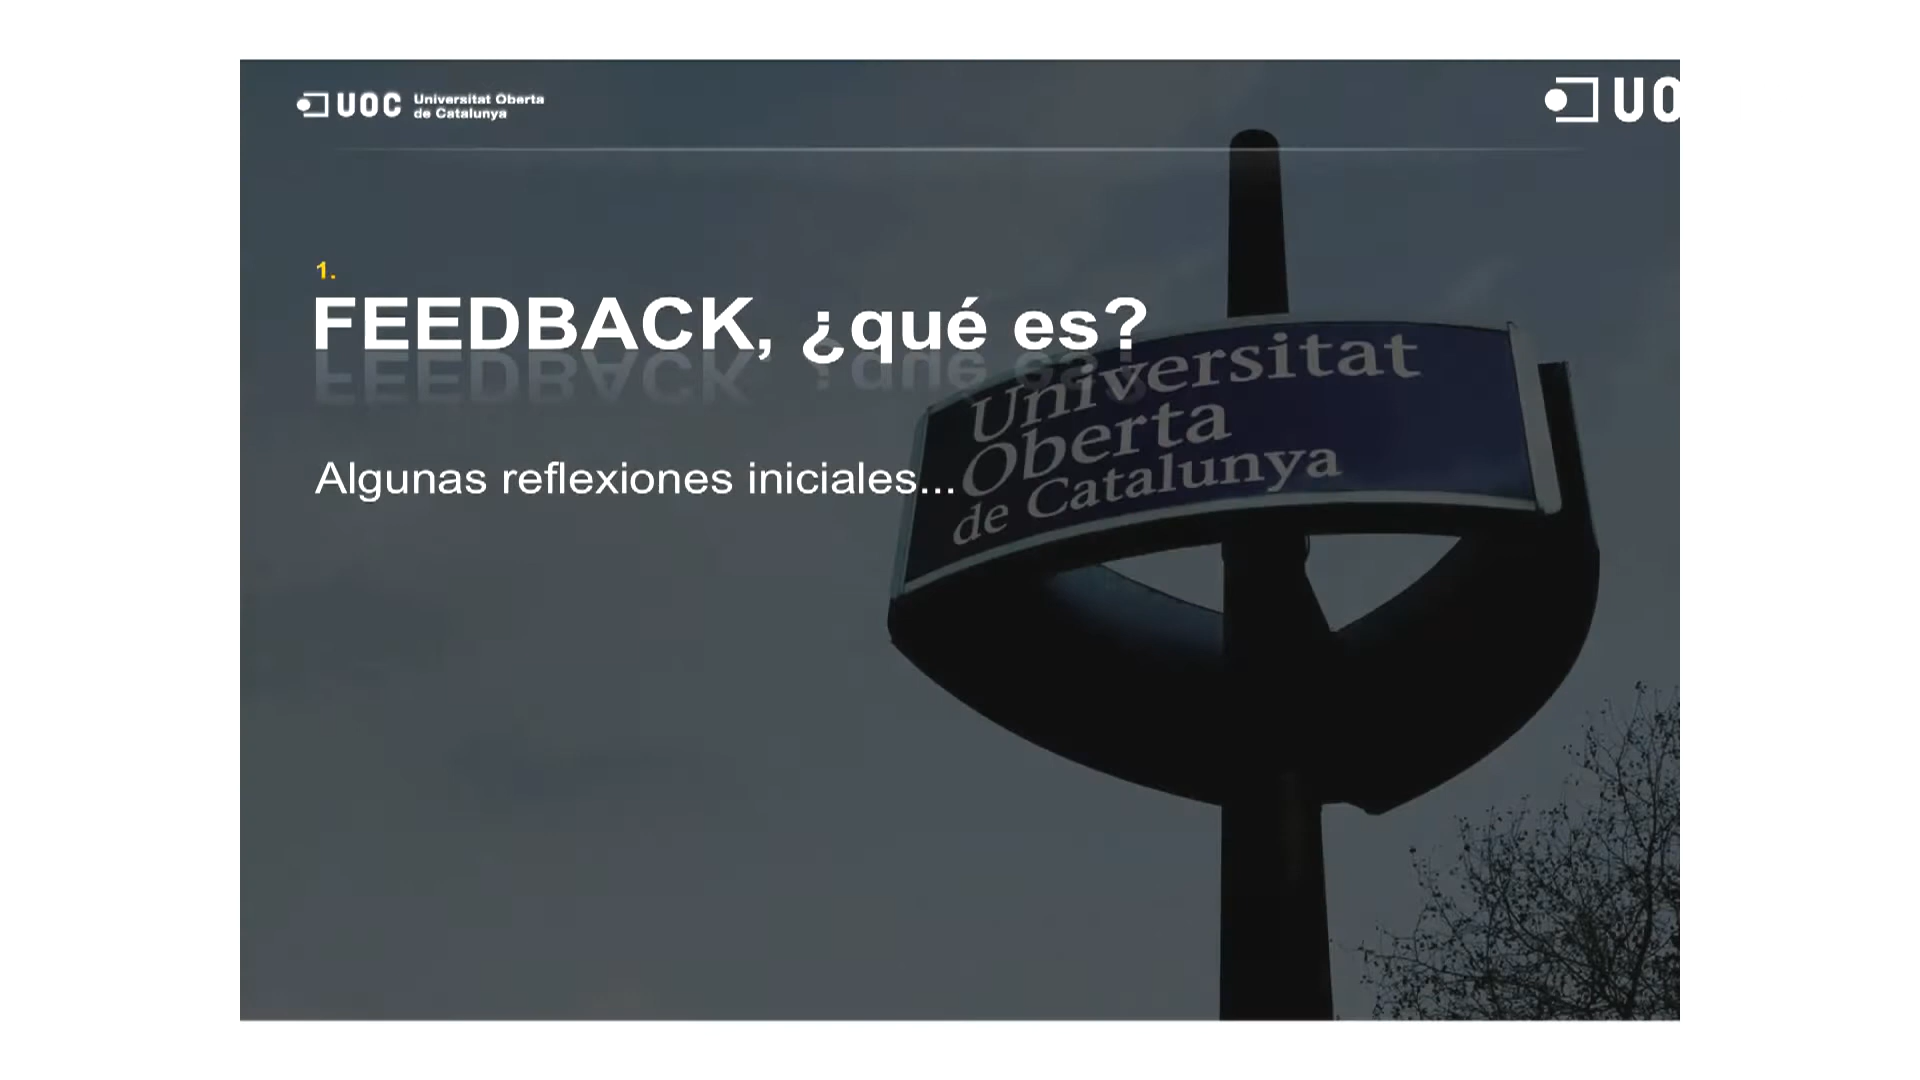 UOC Universitat Oberta
de Catalunya
UO
1.
FEEDBACK, ¿qué es?
Algunas reflexiones iniciales...
Universitat
Oberta
de Catalunya